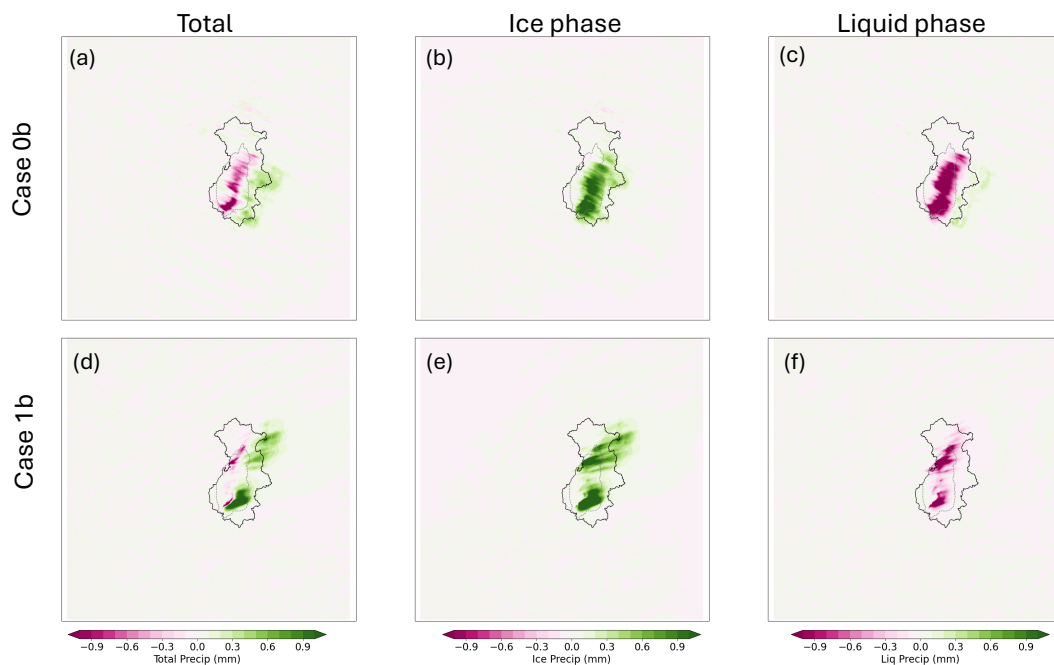 Total Ice phase Liquid phase
Case 0b
(a) (b) (c)
Case 1b
(d) (e) (f)
−0.9 −0.6 −0.3 0.0 0.3 0.6 0.9
Total Precip (mm)
−0.9 −0.6 −0.3 0.0 0.3 0.6 0.9
Ice Precip (mm)
−0.9 −0.6 −0.3 0.0 0.3 0.6 0.9
Liq Precip (mm)